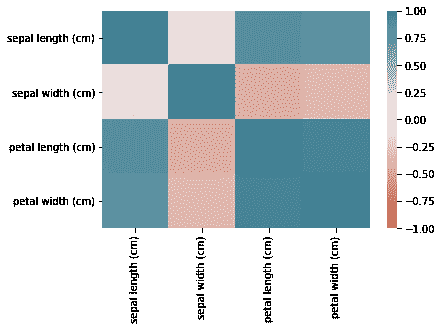 sepal length (cm)
sepal width (cm)
petal length (cm)
petal width (cm)
sepal length (cm)
sepal width (cm)
petal length (cm)
petal width (cm)
1.00
0.75
0.50
0.25
0.00
−0.25
−0.50
−0.75
−1.00